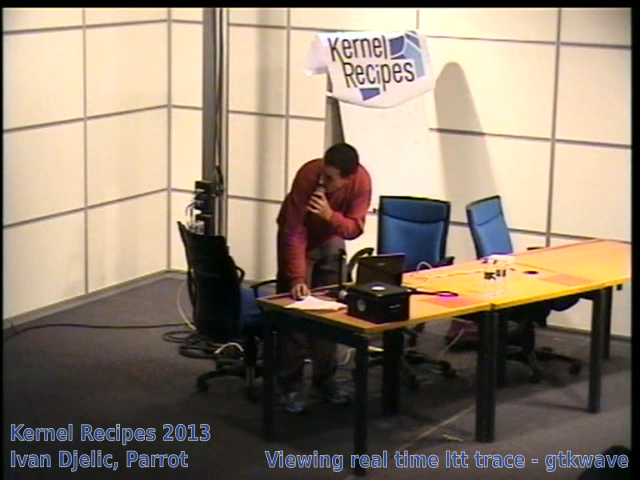 Kernel
Recipes
Kernel Recipes 2013
Ivan Djelic, Parrot
Viewing real time ltt trace - gtkwave